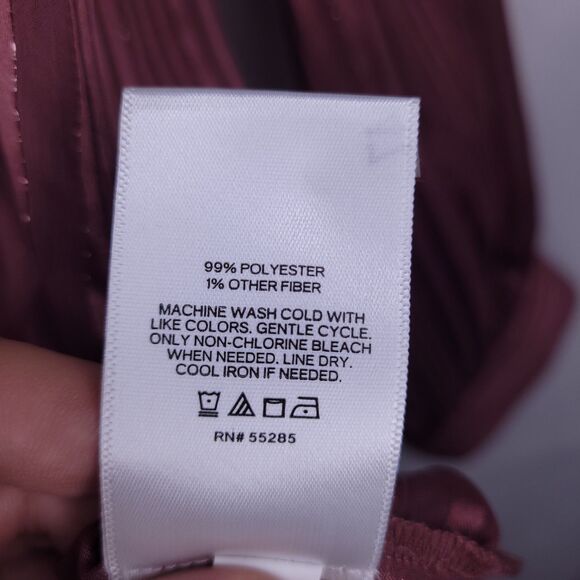 99% POLYESTER
1% OTHER FIBER
MACHINE WASH COLD WITH
LIKE COLORS. GENTLE CYCLE.
ONLY NON-CHLORINE BLEACH
WHEN NEEDED. LINE DRY.
COOL IRON IF NEEDED.
RN# 55285